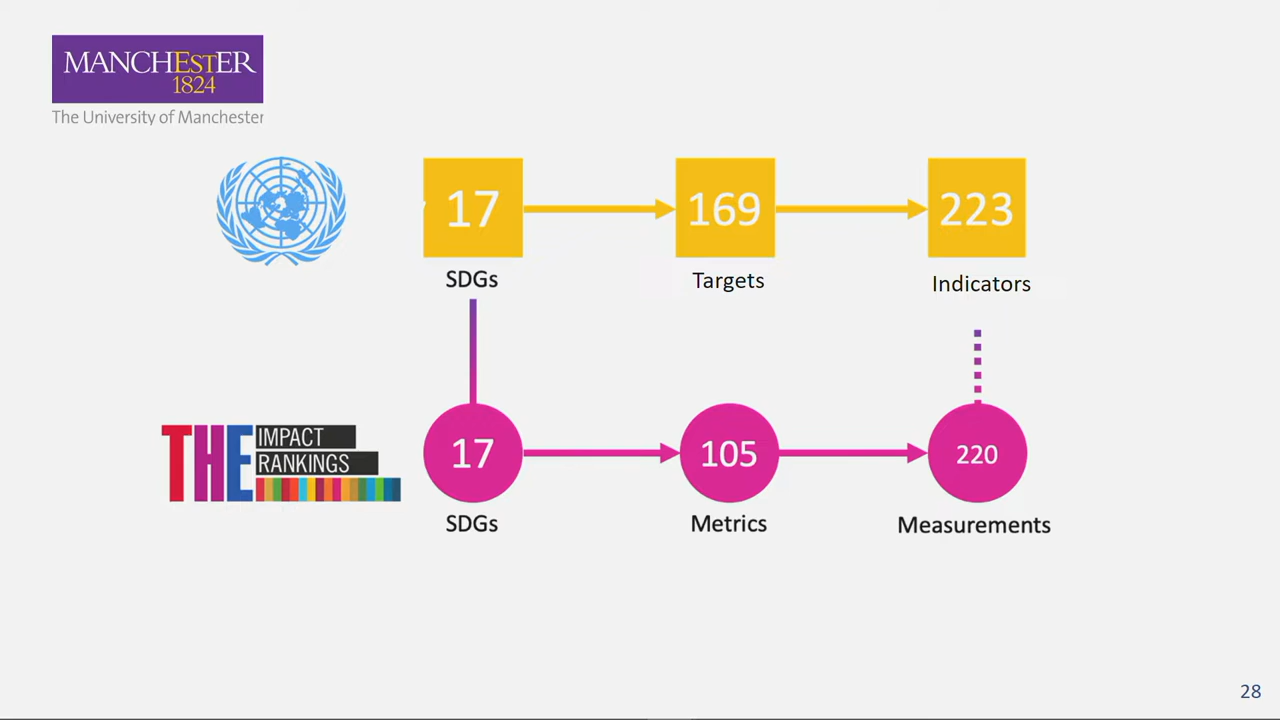 MANCHEstER
1824
The University of Manchester
17
169
223
SDGs
Targets
Indicators
THE IMPACT
RANKINGS
17
105
220
SDGs
Metrics
Measurements
28